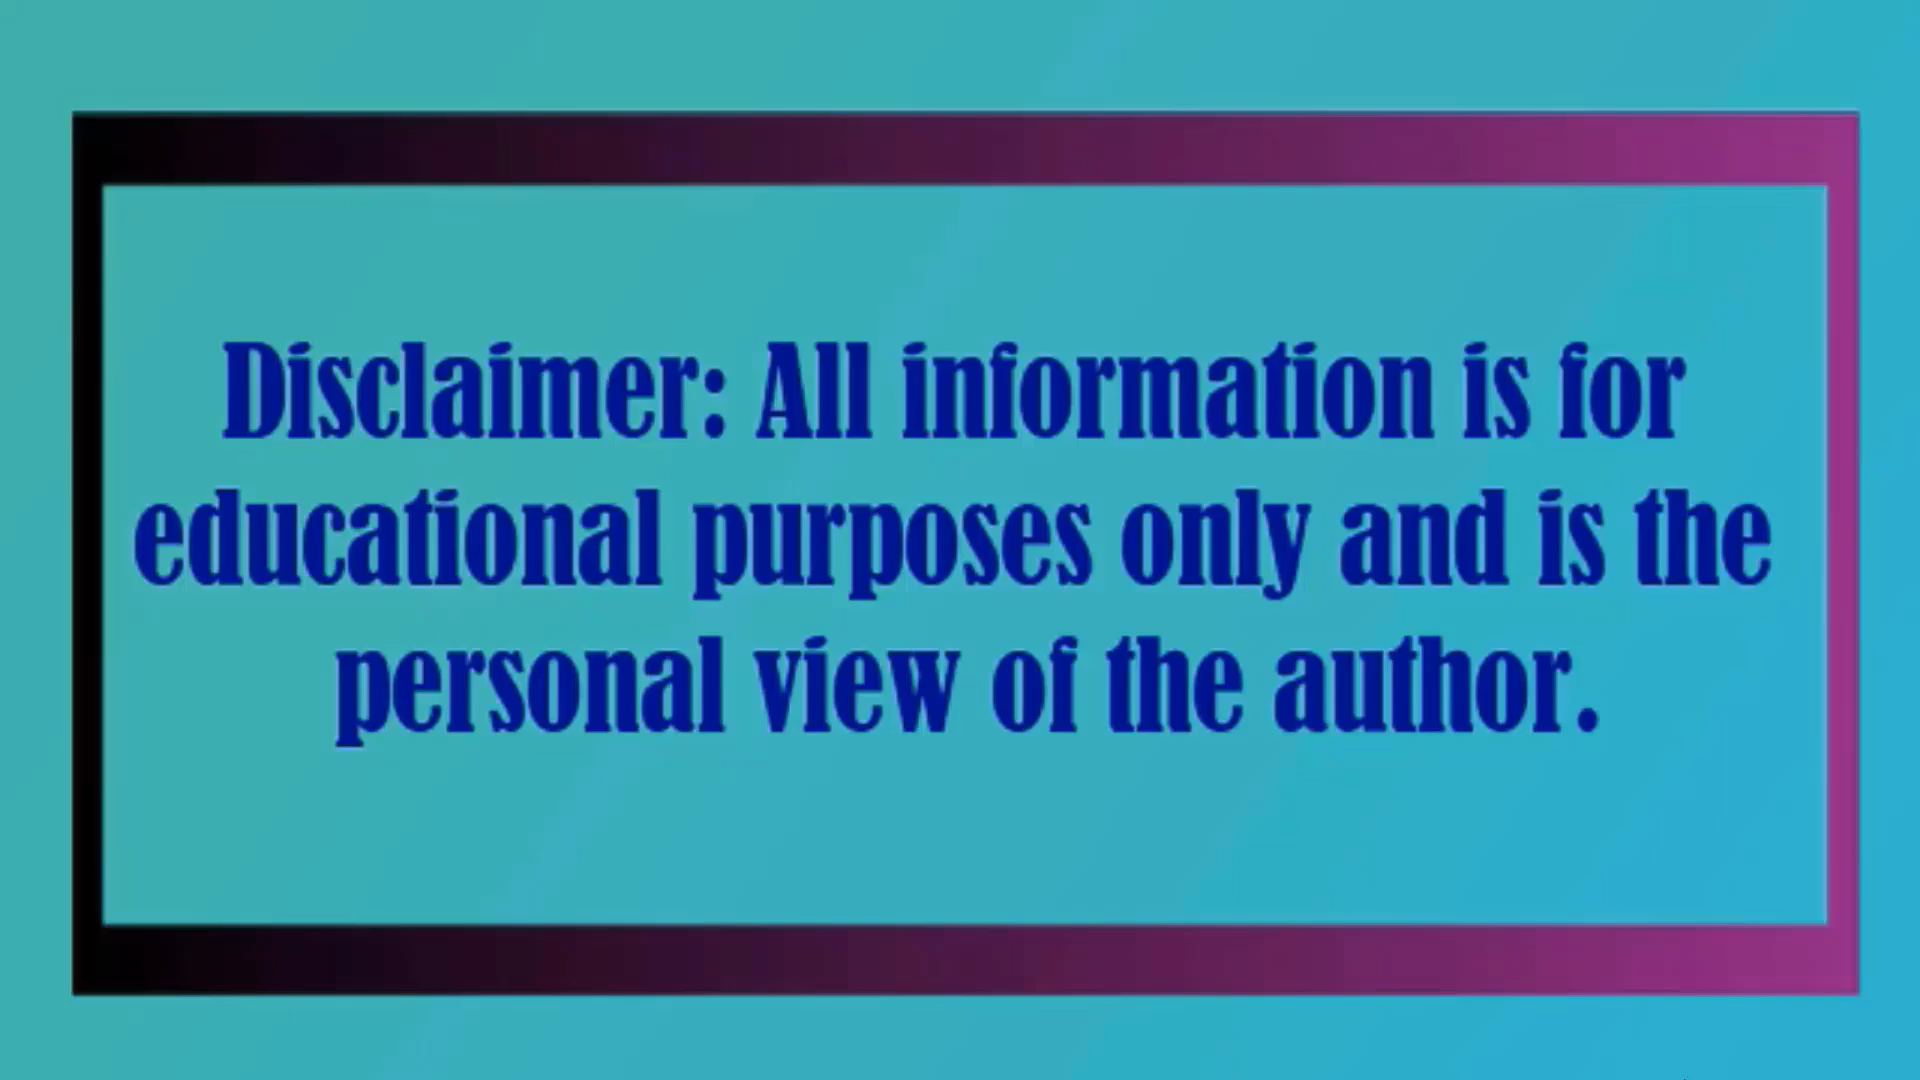 Disclaimer: All information is for
educational purposes only and is the
personal view of the author.